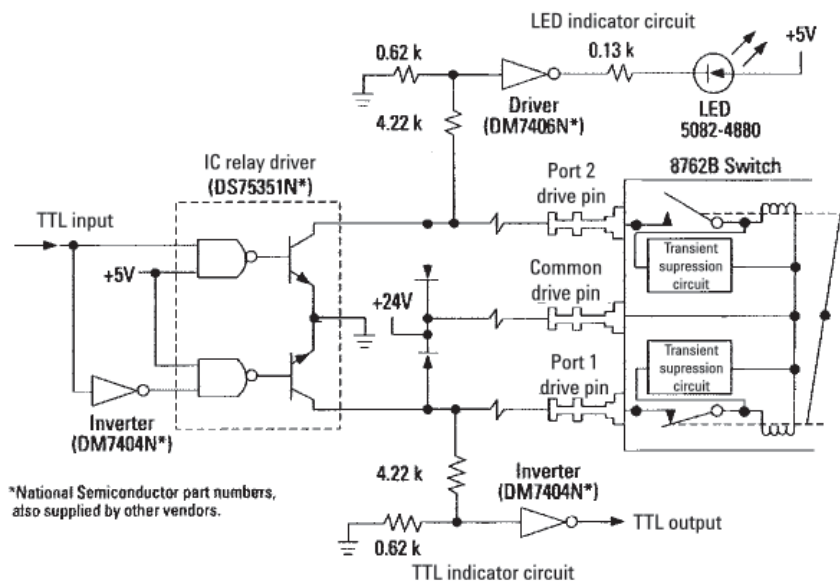 LED indicator circuit
+5V
0.62 k
0.13 k
Driver
(DM7406N*)
LED
5082-4880
4.22 k
IC relay driver
(DS75351N*)
8762B Switch
Port 2
drive pin
TTL input
Transient
supression
circuit
+5V
Common
drive pin
+24V
Transient
supression
circuit
Port 1
drive pin
Inverter
(DM7404N*)
4.22 k
Inverter
(DM7404N*)
*National Semiconductor part numbers,
also supplied by other vendors.
TTL output
0.62 k
TTL indicator circuit